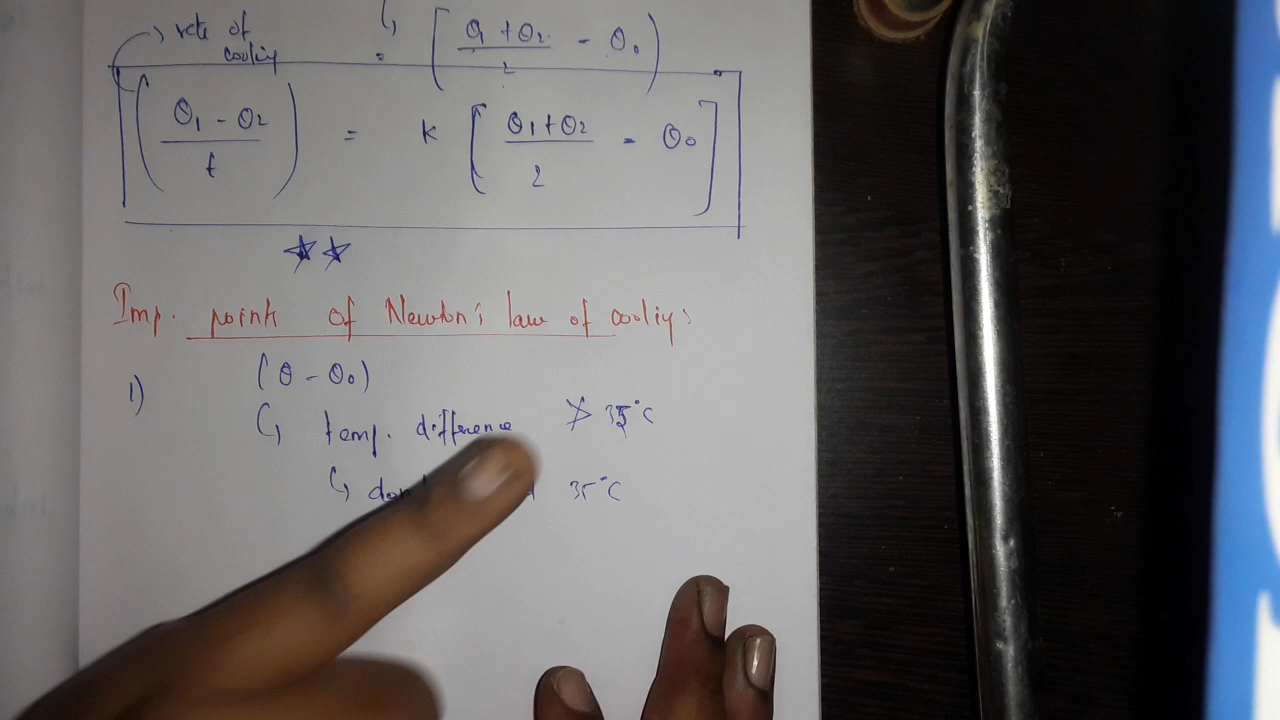 rate of cooling
= [ θ1 + θ2 / 2 - θ0 ]
( θ1 - θ2 / t ) = K [ θ1 + θ2 / 2 - θ0 ]
Imp. points of Newton's law of cooling:
1) (θ - θ0)
↳ temp. difference ≯ 35°C
↳ 35°C